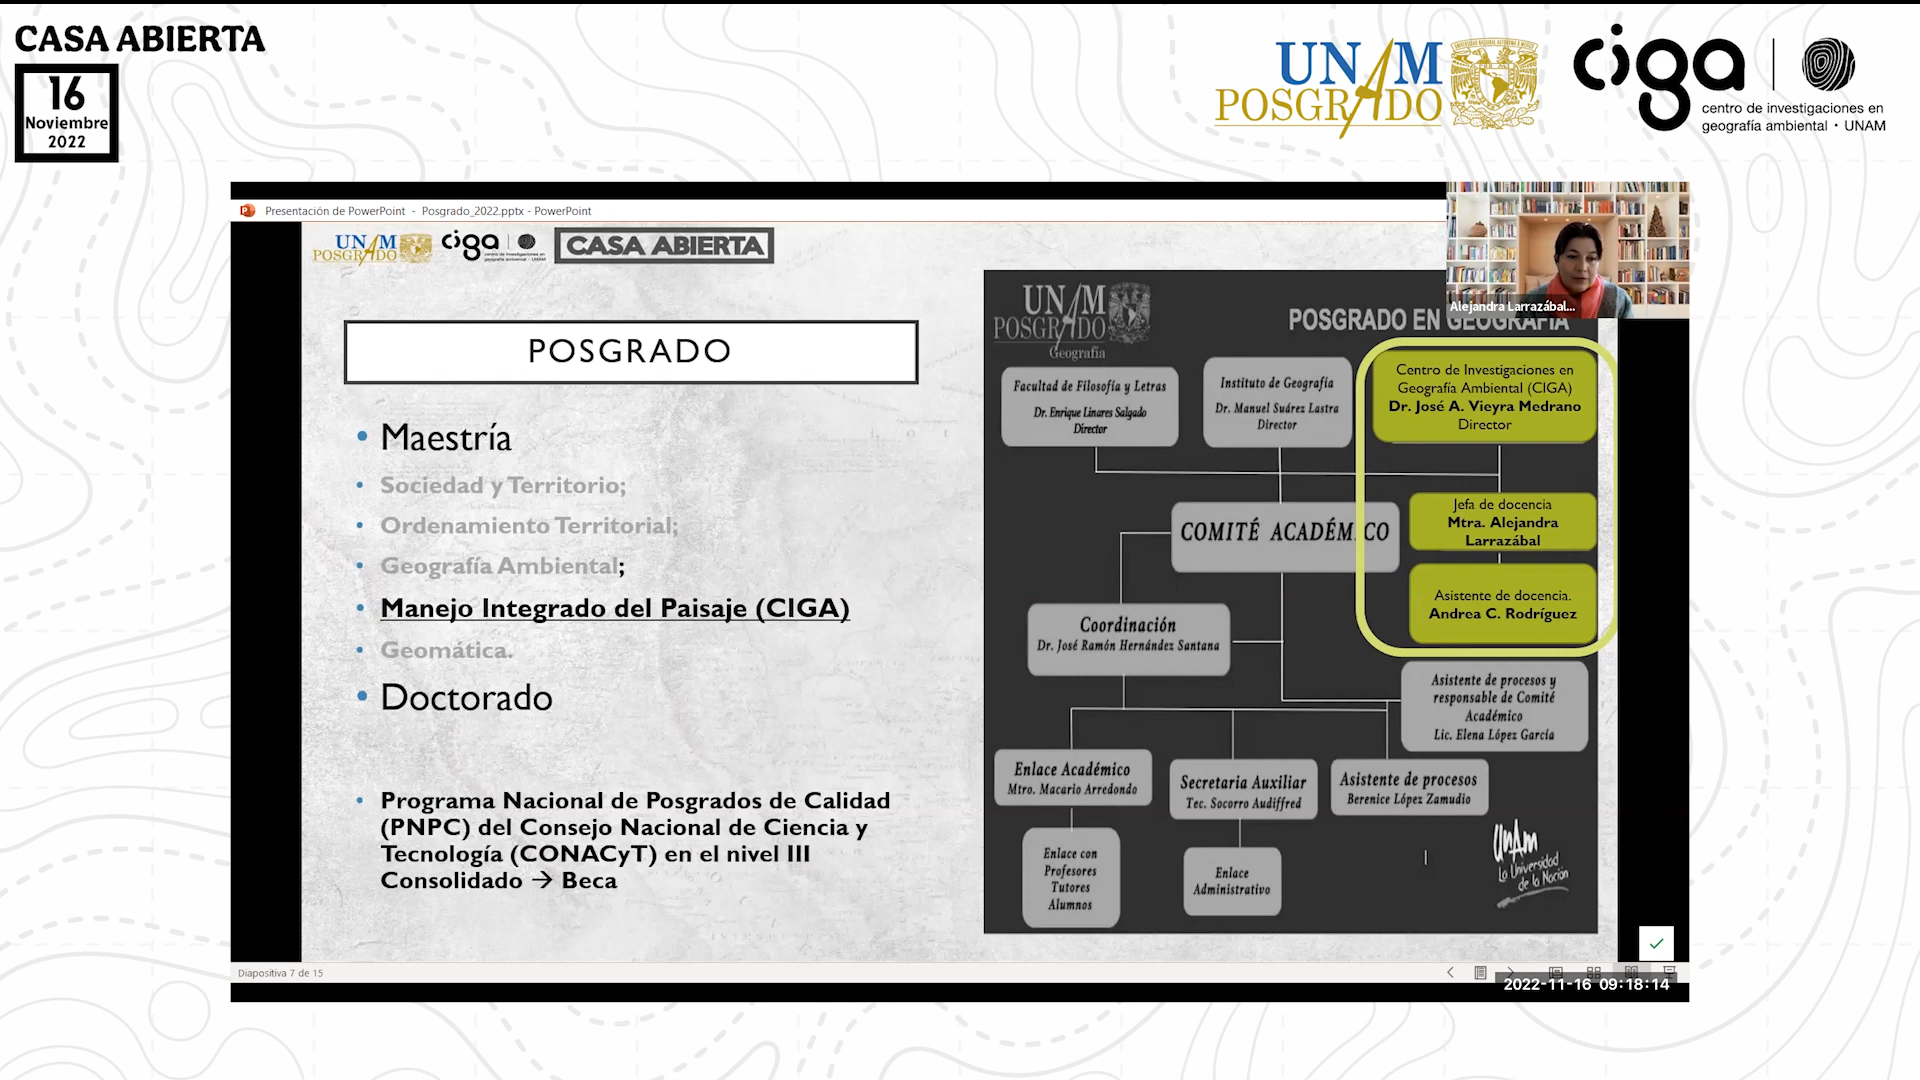 CASA ABIERTA
16
Noviembre
2022
UNAM
POSGRADO
ciga
centro de investigaciones en
geografía ambiental • UNAM
Presentación de PowerPoint - Posgrado_2022.pptx - PowerPoint
UNAM
POSGRADO
ciga
CASA ABIERTA
POSGRADO
• Maestría
• Sociedad y Territorio;
• Ordenamiento Territorial;
• Geografía Ambiental;
• Manejo Integrado del Paisaje (CIGA)
• Geomática.
• Doctorado
• Programa Nacional de Posgrados de Calidad
(PNPC) del Consejo Nacional de Ciencia y
Tecnología (CONACyT) en el nivel III
Consolidado → Beca
Alejandra Larrazábal...
UNAM
POSGRADO
Geografía
POSGRADO EN GEOGRAFIA
Facultad de Filosofía y Letras
Dr. Enrique Linares Salgado
Director
Instituto de Geografía
Dr. Manuel Suárez Lastra
Director
Centro de Investigaciones en
Geografía Ambiental (CIGA)
Dr. José A. Vieyra Medrano
Director
Jefa de docencia
Mtra. Alejandra
Larrazábal
Asistente de docencia.
Andrea C. Rodríguez
COMITÉ ACADÉMICO
Coordinación
Dr. José Ramón Hernández Santana
Asistente de procesos y
responsable de Comité
Académico
Lic. Elena López García
Enlace Académico
Mtro. Macario Arredondo
Secretaria Auxiliar
Tec. Socorro Audiffred
Asistente de procesos
Berenice López Zamudio
Enlace con
Profesores
Tutores
Alumnos
Enlace
Administrativo
UNAM
La Universidad
de la Nación
Diapositiva 7 de 15
2022-11-16 09:18:14